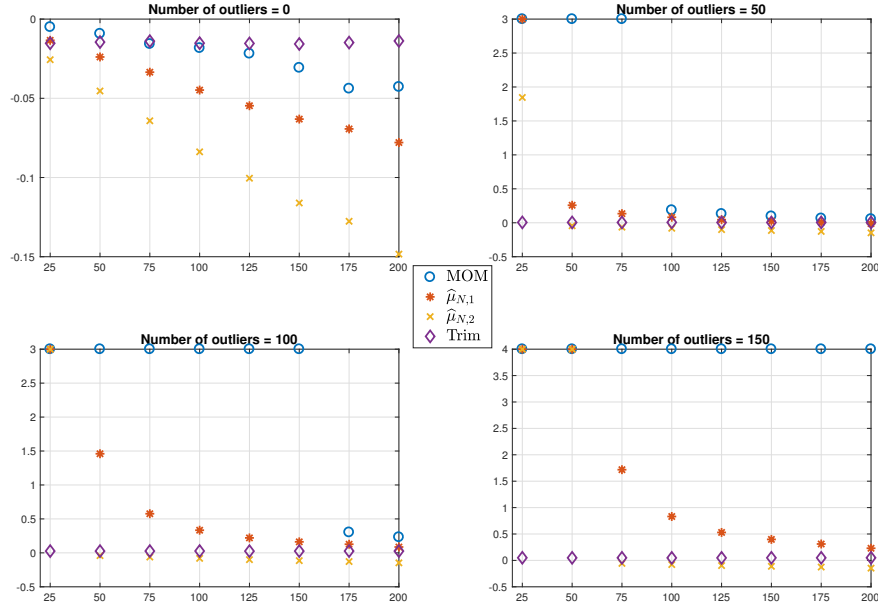 Number of outliers = 0
0
-0.05
-0.1
-0.15
25 50 75 100 125 150 175 200
Number of outliers = 50
3
2.5
2
1.5
1
0.5
0
-0.5
25 50 75 100 125 150 175 200
MOM
μ̂_{N,1}
μ̂_{N,2}
Trim
Number of outliers = 100
3
2.5
2
1.5
1
0.5
0
-0.5
25 50 75 100 125 150 175 200
Number of outliers = 150
4
3.5
3
2.5
2
1.5
1
0.5
0
-0.5
25 50 75 100 125 150 175 200